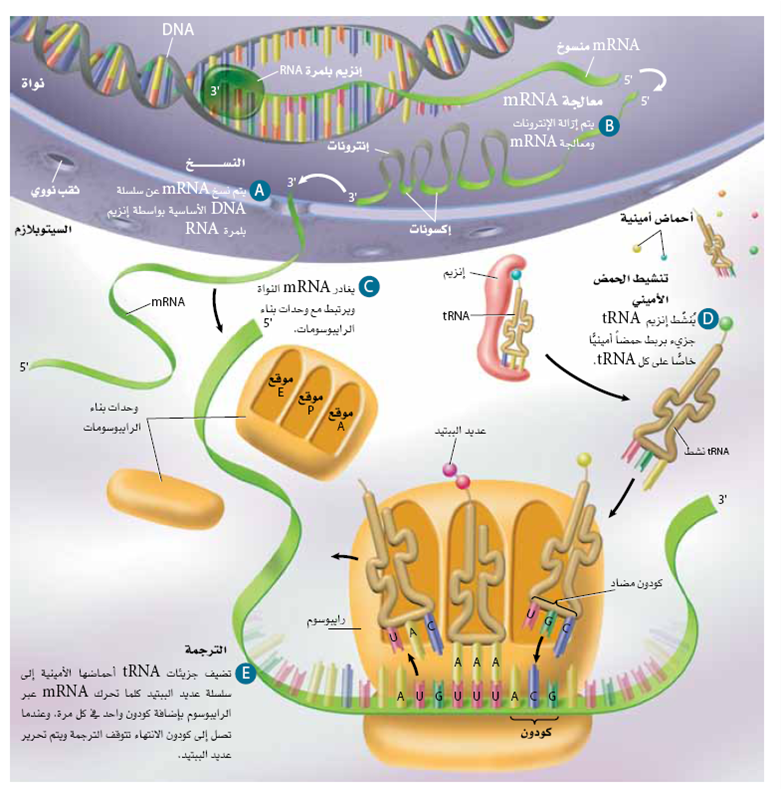 DNA
نواة
3'
إنزيم بلمرة RNA
mRNA منسوخ
5'
5'
معالجة mRNA
B يتم إزالة الإنترونات
ومعالجة mRNA
إنترونات
إكسونات
3'
3'
النسـخ
A يتم نسخ mRNA عن سلسلة
DNA الأساسية بواسطة إنزيم
بلمرة RNA
ثقب نووي
السيتوبلازم
أحماض أمينية
تنشيط الحمض
الأميني
D يُنشِّط إنزيم tRNA
جزيء يربط حمضاً أمينيًّا
خاصًّا على كل tRNA.
إنزيم
tRNA
C يغادر mRNA النواة
ويرتبط مع وحدات بناء
الرايبوسومات.
mRNA
5'
5'
موقع
E
موقع
P
موقع
A
وحدات بناء
الرايبوسومات
tRNA نشط
عديد الببتيد
3'
كودون مضاد
رايبوسوم
U A C
U G C
A A A
A U G U U U A C G
كودون
الترجمة
E تضيف جزيئات tRNA أحماضها الأمينية إلى
سلسلة عديد الببتيد كلما تحرك mRNA عبر
الرايبوسوم بإضافة كودون واحد في كل مرة. وعندما
تصل إلى كودون الانتهاء تتوقف الترجمة ويتم تحرير
عديد الببتيد.